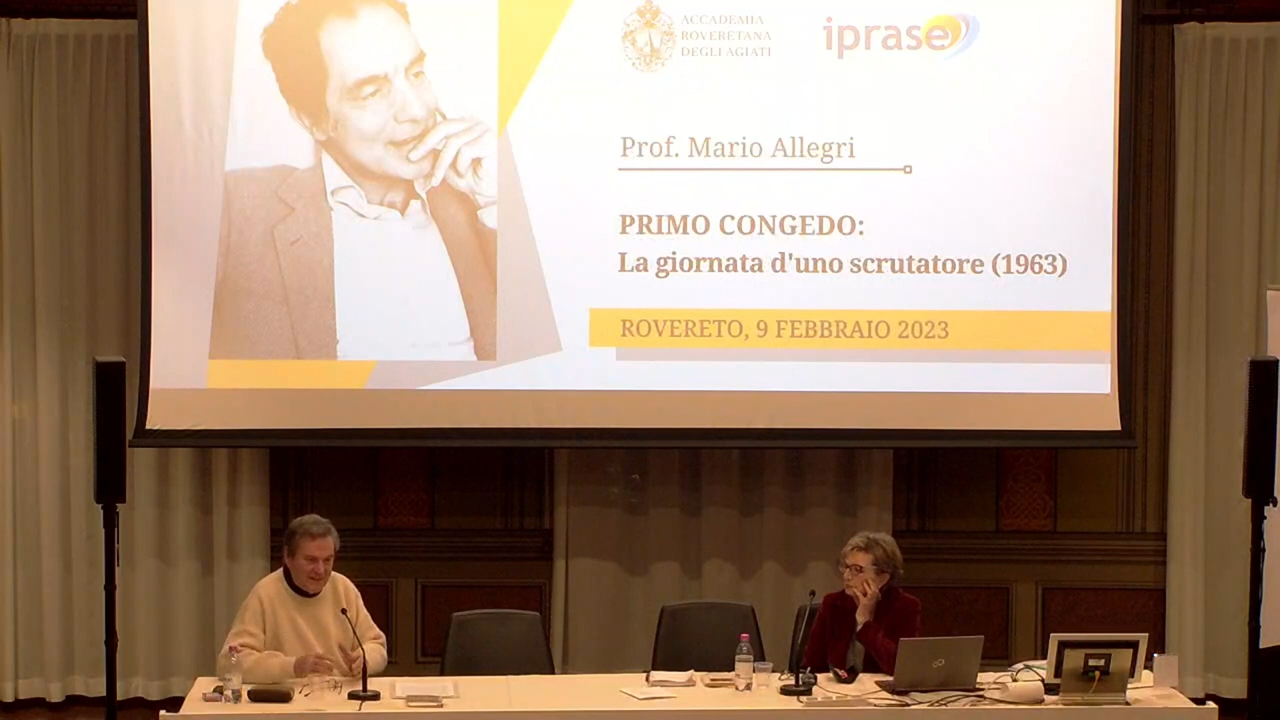 ACCADEMIA
ROVERETANA
DEGLI AGIATI
iprase
Prof. Mario Allegri
PRIMO CONGEDO:
La giornata d'uno scrutatore (1963)
ROVERETO, 9 FEBBRAIO 2023